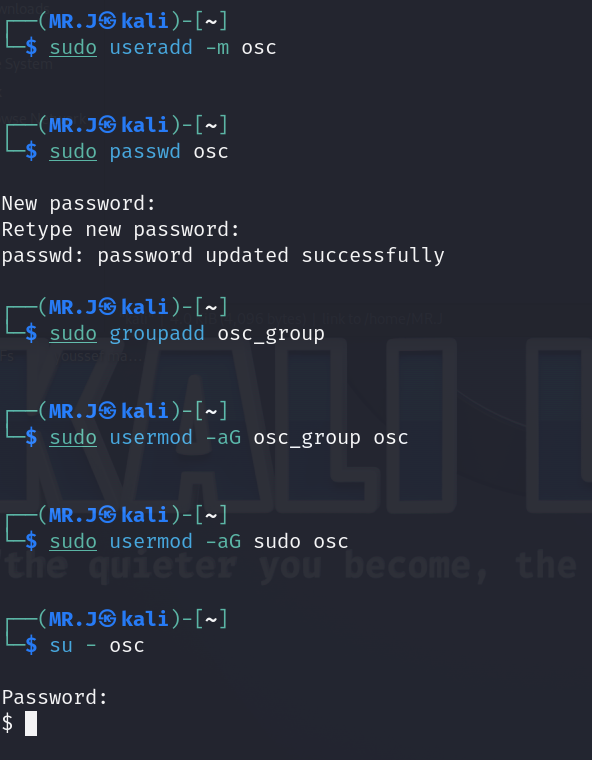 ┌──(MR.J㉿kali)-[~]
└─$ sudo useradd -m osc
┌──(MR.J㉿kali)-[~]
└─$ sudo passwd osc
New password:
Retype new password:
passwd: password updated successfully
┌──(MR.J㉿kali)-[~]
└─$ sudo groupadd osc_group
┌──(MR.J㉿kali)-[~]
└─$ sudo usermod -aG osc_group osc
┌──(MR.J㉿kali)-[~]
└─$ sudo usermod -aG sudo osc
KALI L
"the quieter you become, the
┌──(MR.J㉿kali)-[~]
└─$ su - osc
Password:
$